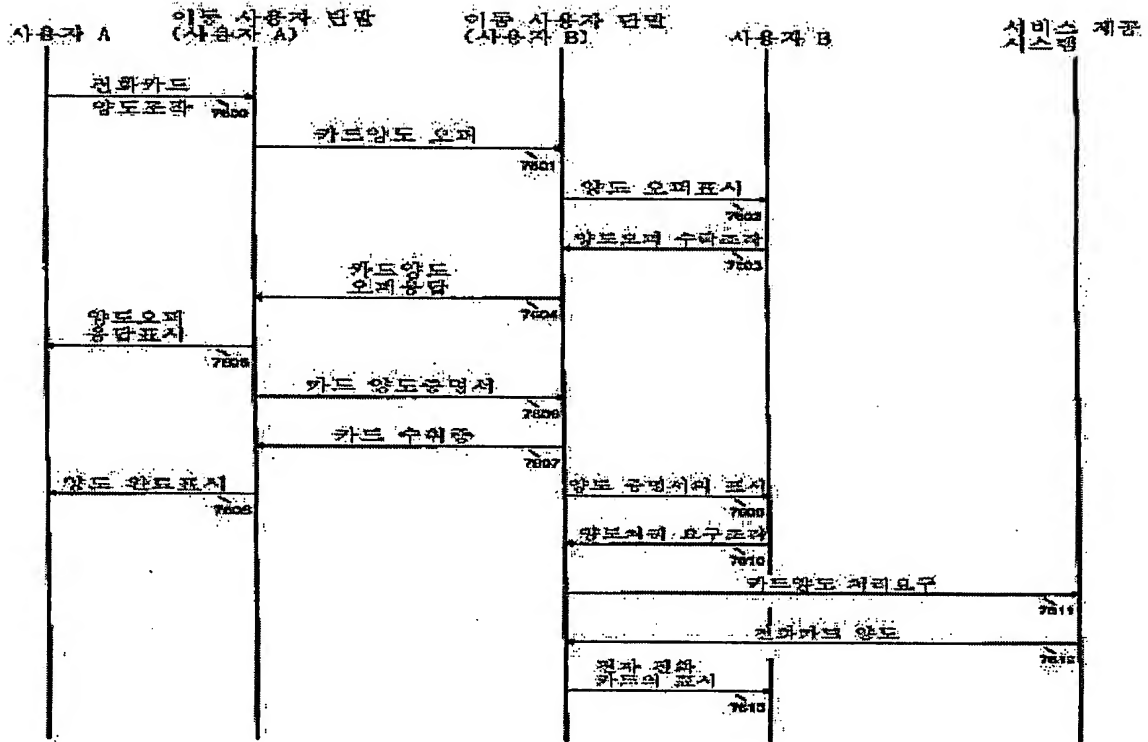 사용자 A
이동 사용자 단말
(사용자 A)
이동 사용자 단말
(사용자 B)
사용자 B
서비스 제공
시스템
전화카드
양도조작
7600
카드양도 오퍼
7601
양도 오퍼표시
7602
양도오퍼 수락조작
7603
카드양도
오퍼응답
7604
양도오퍼
응답표시
7605
카드 양도증명서
7606
카드 수취증
7607
양도 완료표시
7608
양도 증명서의 표시
7609
양도처리 요구조작
7610
카드양도 처리요구
7611
전화카드 양도
7612
전자 전화
카드의 표시
7613